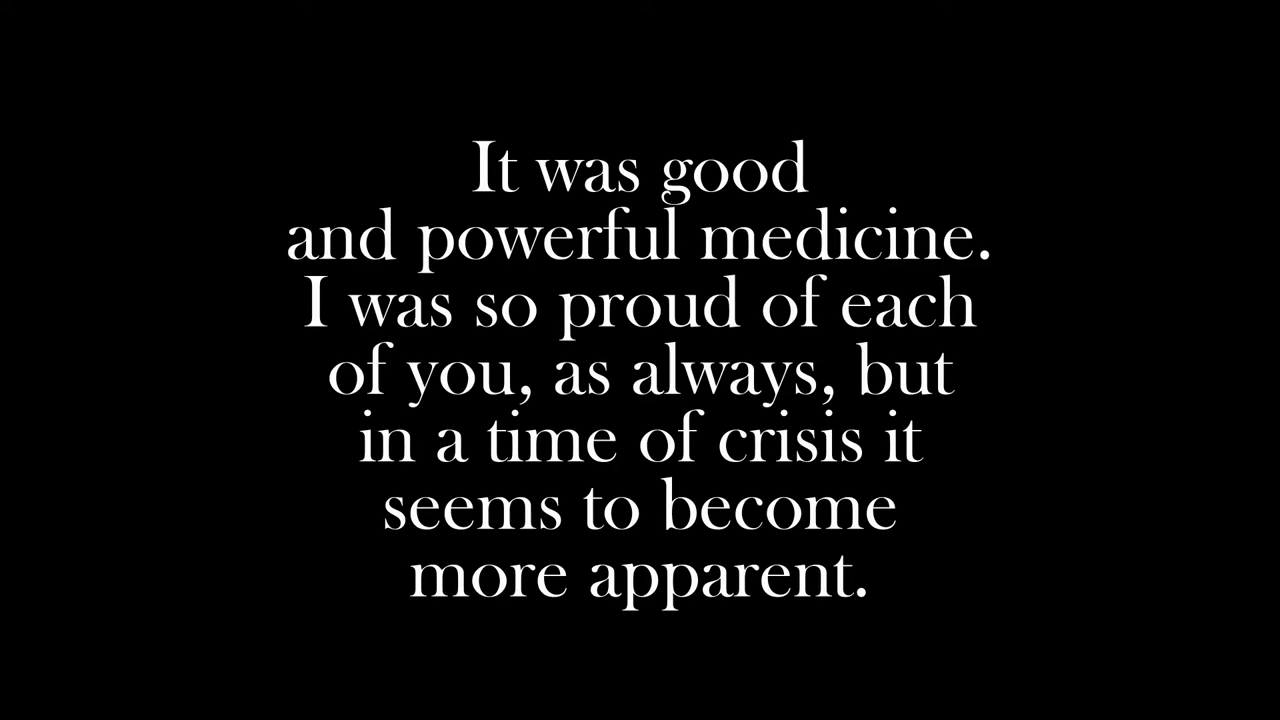 It was good
and powerful medicine.
I was so proud of each
of you, as always, but
in a time of crisis it
seems to become
more apparent.